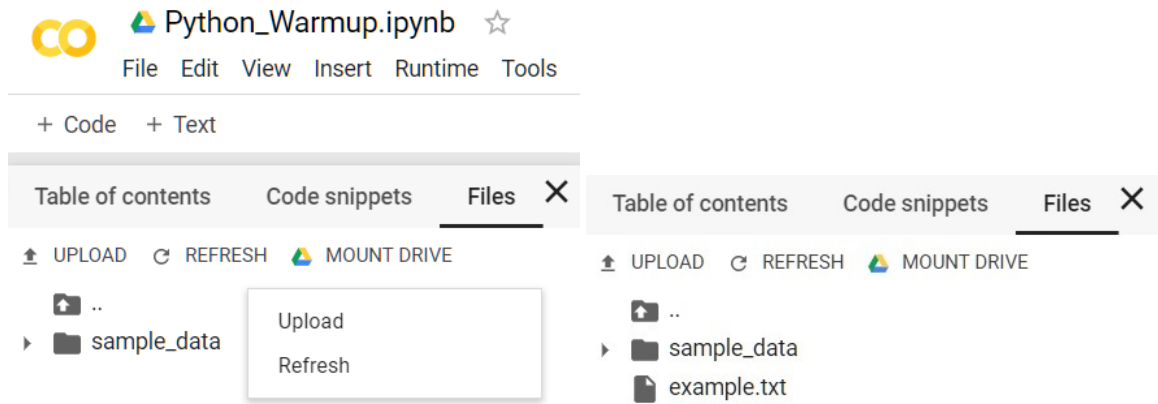 CO Python_Warmup.ipynb
File Edit View Insert Runtime Tools
+ Code + Text
Table of contents Code snippets Files X
UPLOAD REFRESH MOUNT DRIVE
..
sample_data
Upload
Refresh
Table of contents Code snippets Files X
UPLOAD REFRESH MOUNT DRIVE
..
sample_data
example.txt